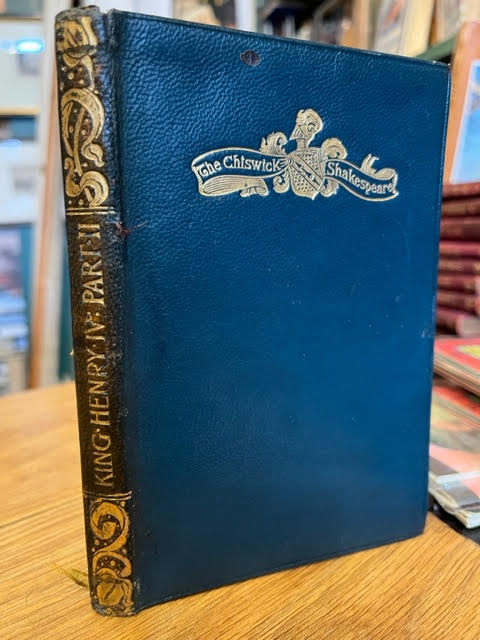 The Chiswick Shakespeare
KING·HENRY·IV: PART·II